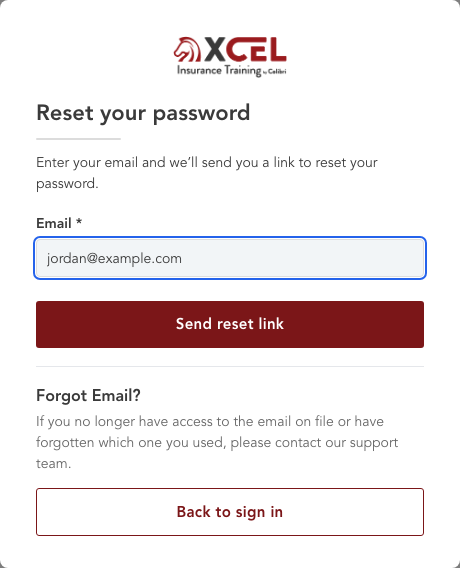 XCEL
Insurance Training by Colibri
Reset your password
Enter your email and we'll send you a link to reset your
password.
Email *
jordan@example.com
Send reset link
Forgot Email?
If you no longer have access to the email on file or have
forgotten which one you used, please contact our support
team.
Back to sign in